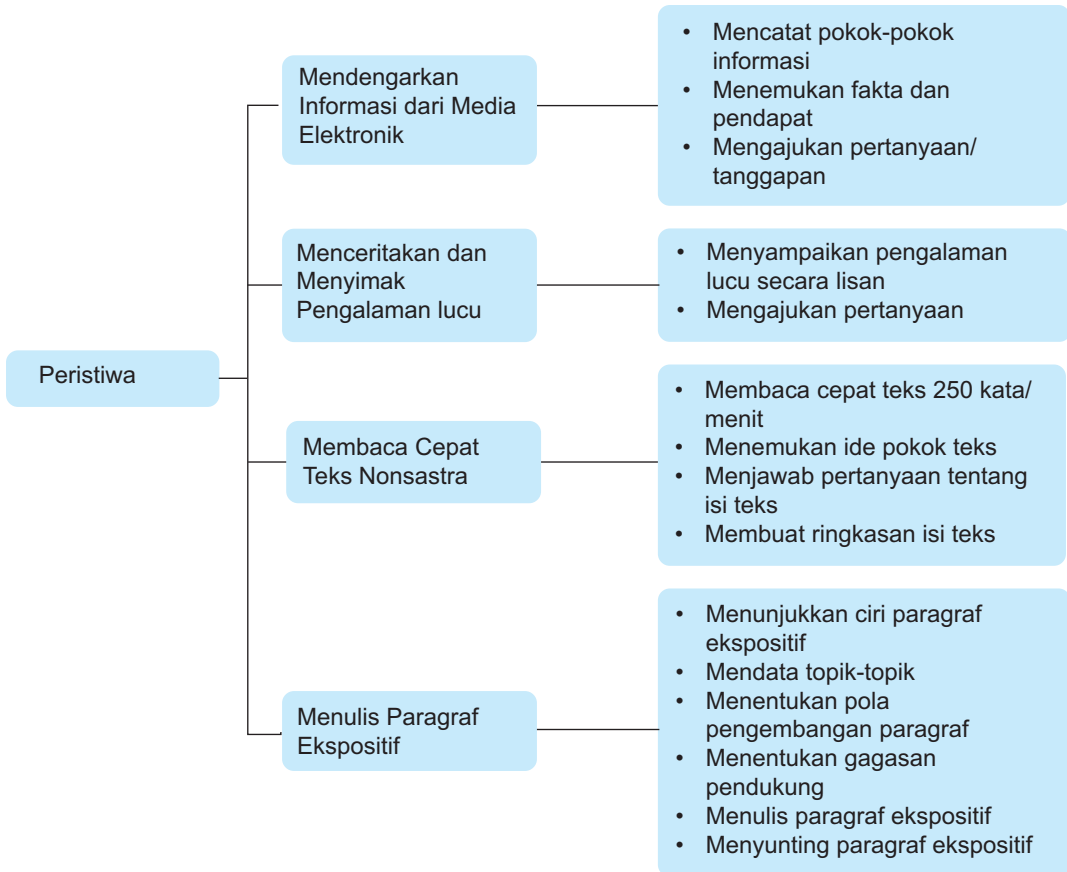 Peristiwa
Mendengarkan
Informasi dari Media
Elektronik
• Mencatat pokok-pokok
informasi
• Menemukan fakta dan
pendapat
• Mengajukan pertanyaan/
tanggapan
Menceritakan dan
Menyimak
Pengalaman lucu
• Menyampaikan pengalaman
lucu secara lisan
• Mengajukan pertanyaan
Membaca Cepat
Teks Nonsastra
• Membaca cepat teks 250 kata/
menit
• Menemukan ide pokok teks
• Menjawab pertanyaan tentang
isi teks
• Membuat ringkasan isi teks
Menulis Paragraf
Ekspositif
• Menunjukkan ciri paragraf
ekspositif
• Mendata topik-topik
• Menentukan pola
pengembangan paragraf
• Menentukan gagasan
pendukung
• Menulis paragraf ekspositif
• Menyunting paragraf ekspositif